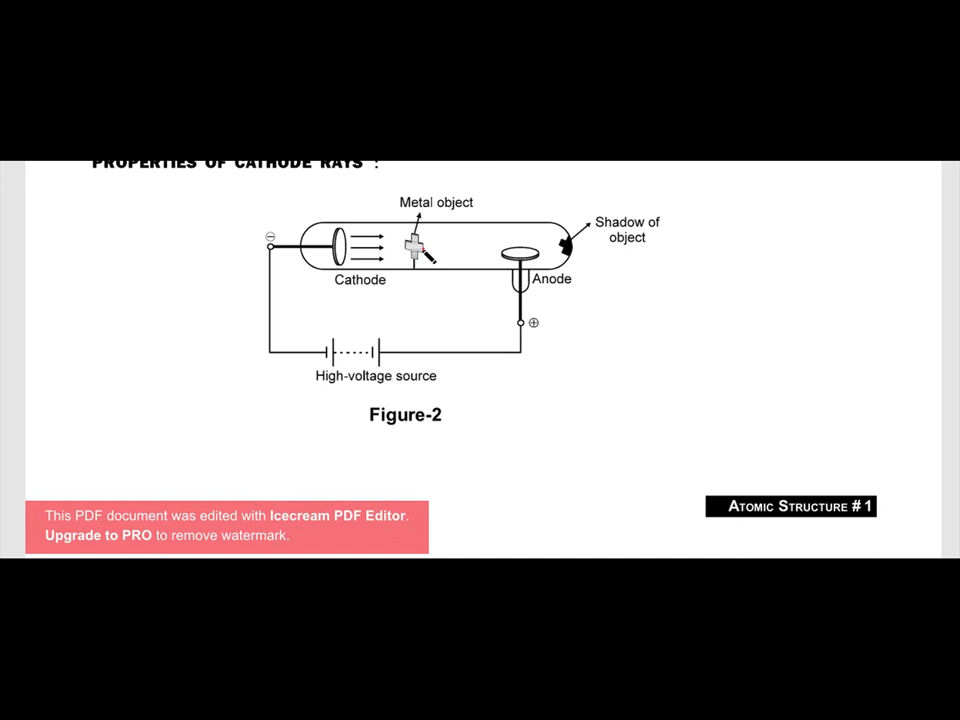 PROPERTIES OF CATHODE RAYS :
Metal object
Shadow of
object
⊖
Cathode
Anode
⊕
High-voltage source
Figure-2
ATOMIC STRUCTURE # 1
This PDF document was edited with Icecream PDF Editor.
Upgrade to PRO to remove watermark.